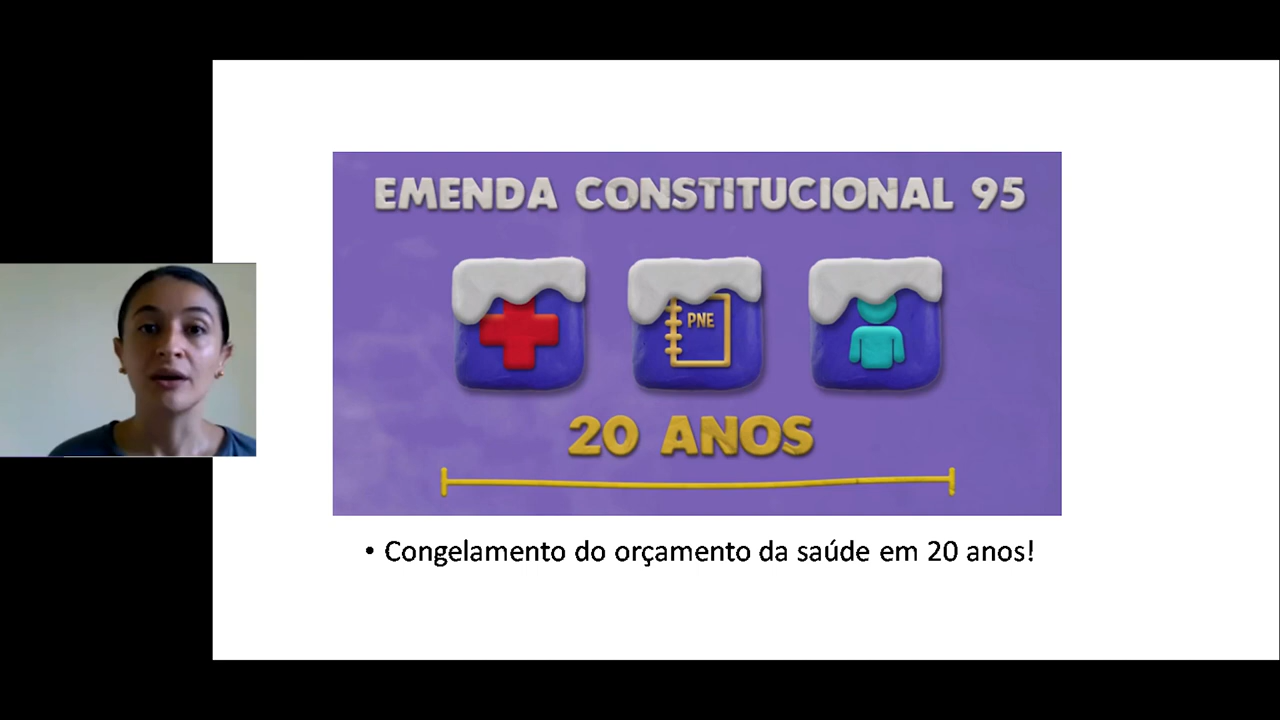 EMENDA CONSTITUCIONAL 95
PNE
20 ANOS
• Congelamento do orçamento da saúde em 20 anos!